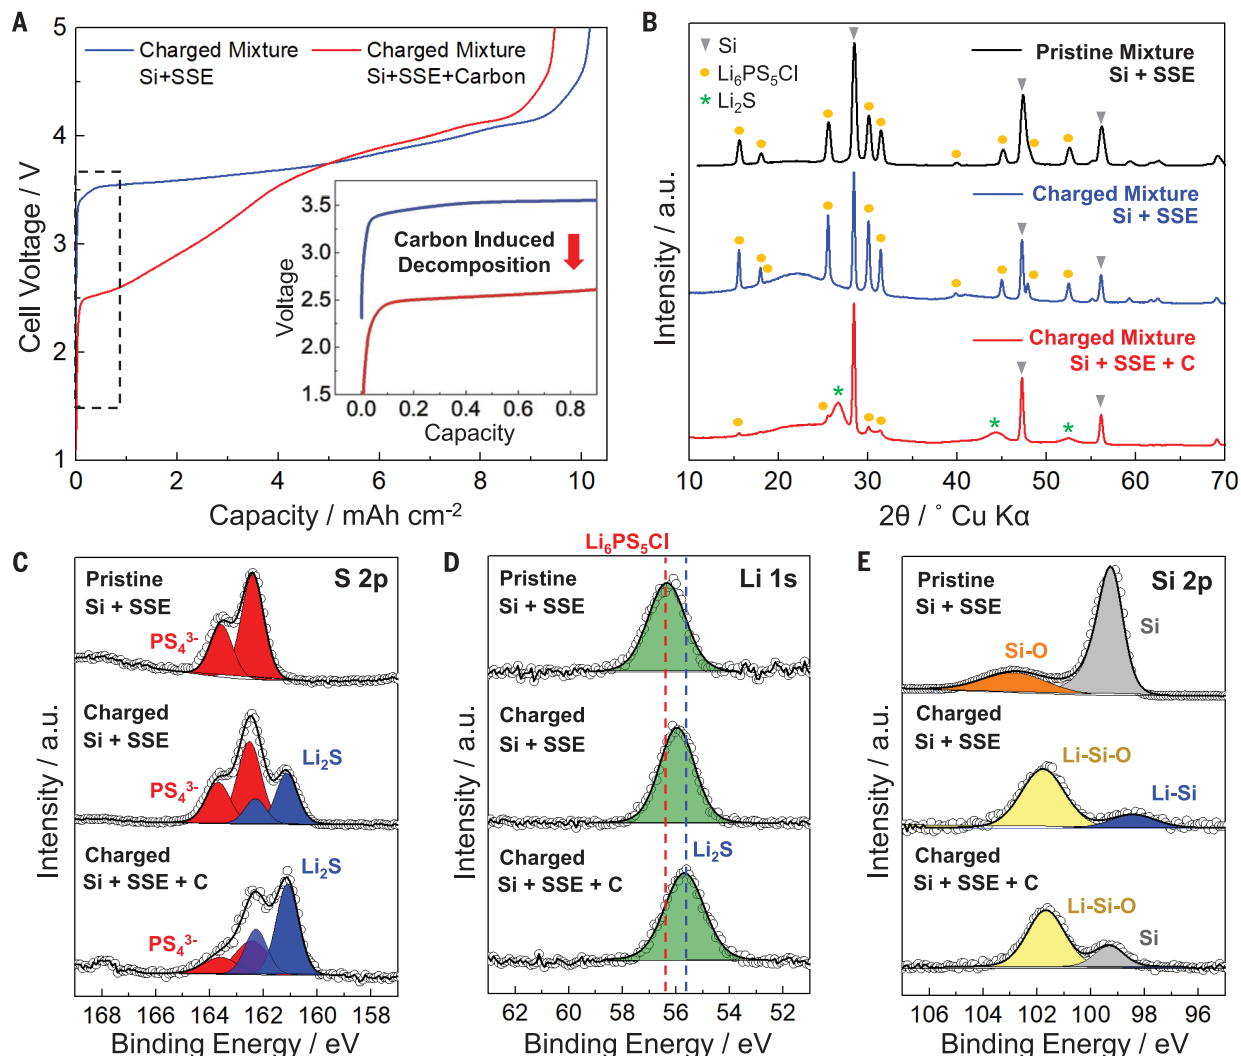 A
Charged Mixture
Si+SSE
Charged Mixture
Si+SSE+Carbon
5
4
3
2
1
Cell Voltage / V
0 2 4 6 8 10
Capacity / mAh cm-2
3.5
3.0
2.5
2.0
1.5
Voltage
0.0 0.2 0.4 0.6 0.8
Capacity
Carbon Induced
Decomposition
B
Si
Li6PS5Cl
* Li2S
Pristine Mixture
Si + SSE
Charged Mixture
Si + SSE
Charged Mixture
Si + SSE + C
* * *
Intensity / a.u.
10 20 30 40 50 60 70
2θ / ° Cu Kα
C
S 2p
Pristine
Si + SSE
PS43-
Charged
Si + SSE
PS43-
Li2S
Charged
Si + SSE + C
PS43-
Li2S
Intensity / a.u.
168 166 164 162 160 158
Binding Energy / eV
D
Li6PS5Cl
Li 1s
Pristine
Si + SSE
Charged
Si + SSE
Charged
Si + SSE + C
Li2S
Intensity / a.u.
62 60 58 56 54 52
Binding Energy / eV
E
Si 2p
Pristine
Si + SSE
Si-O
Si
Charged
Si + SSE
Li-Si-O
Li-Si
Charged
Si + SSE + C
Li-Si-O
Si
Intensity / a.u.
106 104 102 100 98 96
Binding Energy / eV